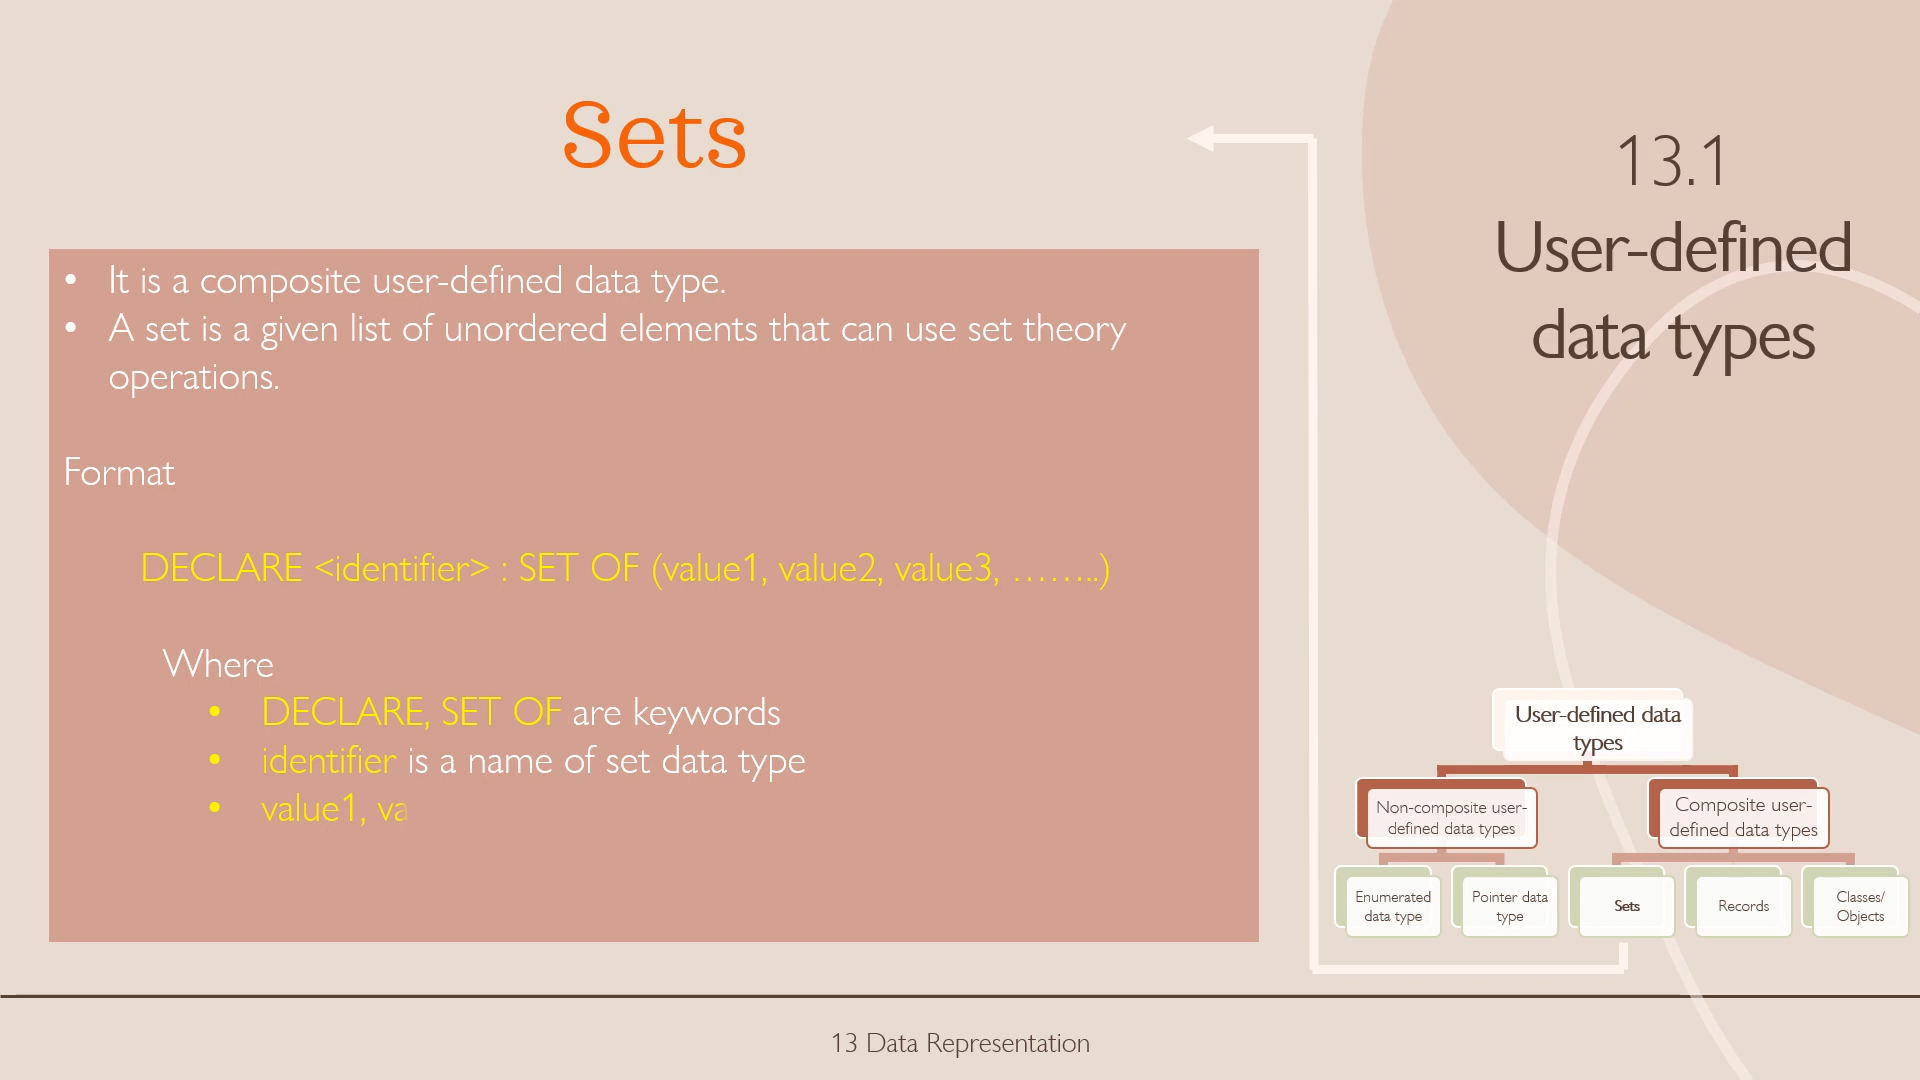 Sets
• It is a composite user-defined data type.
• A set is a given list of unordered elements that can use set theory
operations.
Format
DECLARE <identifier> : SET OF (value1, value2, value3, ……..)
Where
• DECLARE, SET OF are keywords
• identifier is a name of set data type
• value1, va
13.1
User-defined
data types
User-defined data
types
Non-composite user-
defined data types
Composite user-
defined data types
Enumerated
data type
Pointer data
type
Sets
Records
Classes/
Objects
13 Data Representation